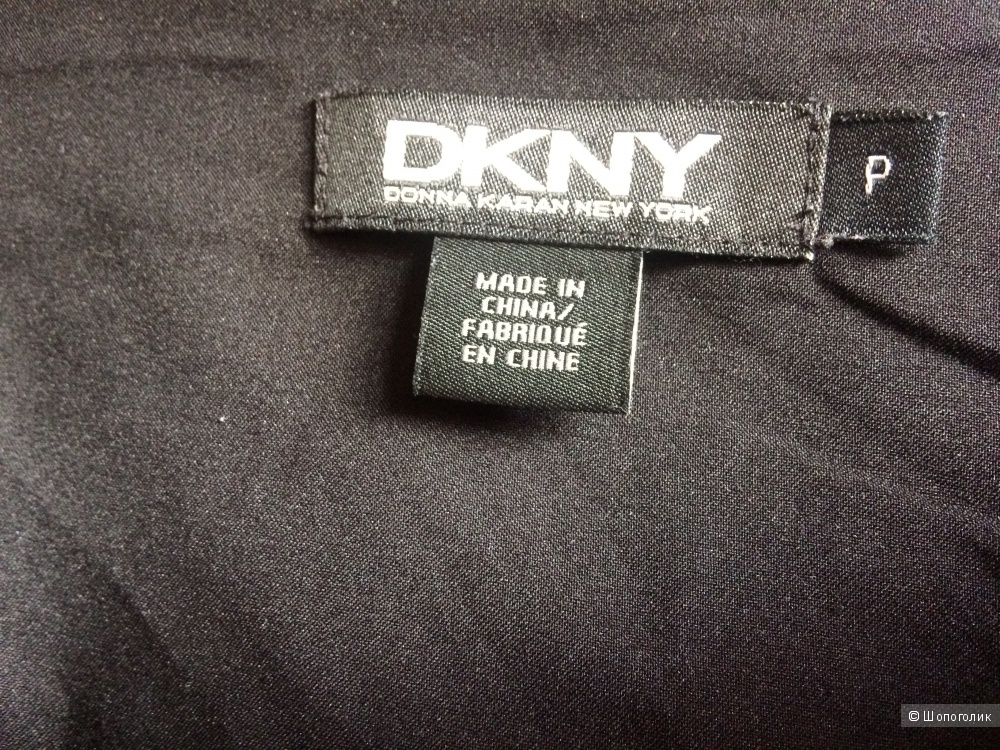 DKNY
DONNA KARAN NEW YORK
P
MADE IN
CHINA/
FABRIQUÉ
EN CHINE
© Шопоголик